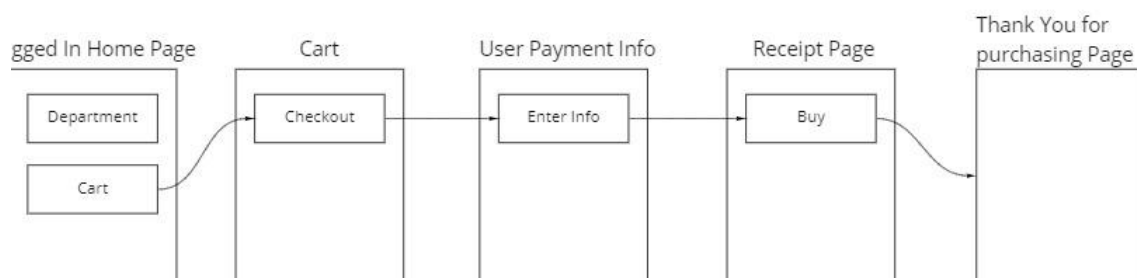 gged In Home Page
Cart
User Payment Info
Receipt Page
Thank You for
purchasing Page
Department
Checkout
Enter Info
Buy
Cart